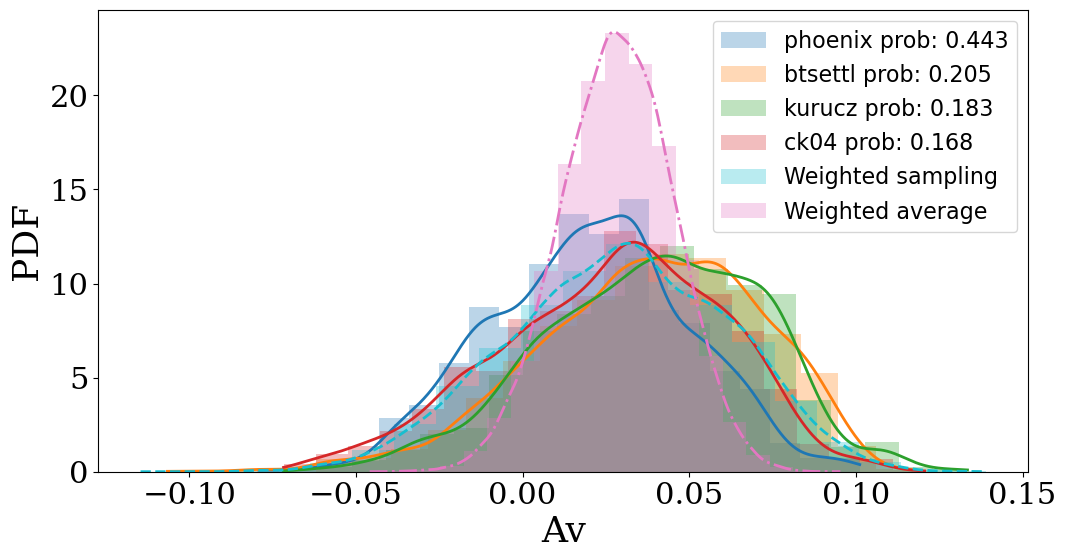 phoenix prob: 0.443
btsettl prob: 0.205
kurucz prob: 0.183
ck04 prob: 0.168
Weighted sampling
Weighted average
PDF
20
15
10
5
0
−0.10 −0.05 0.00 0.05 0.10 0.15
Av